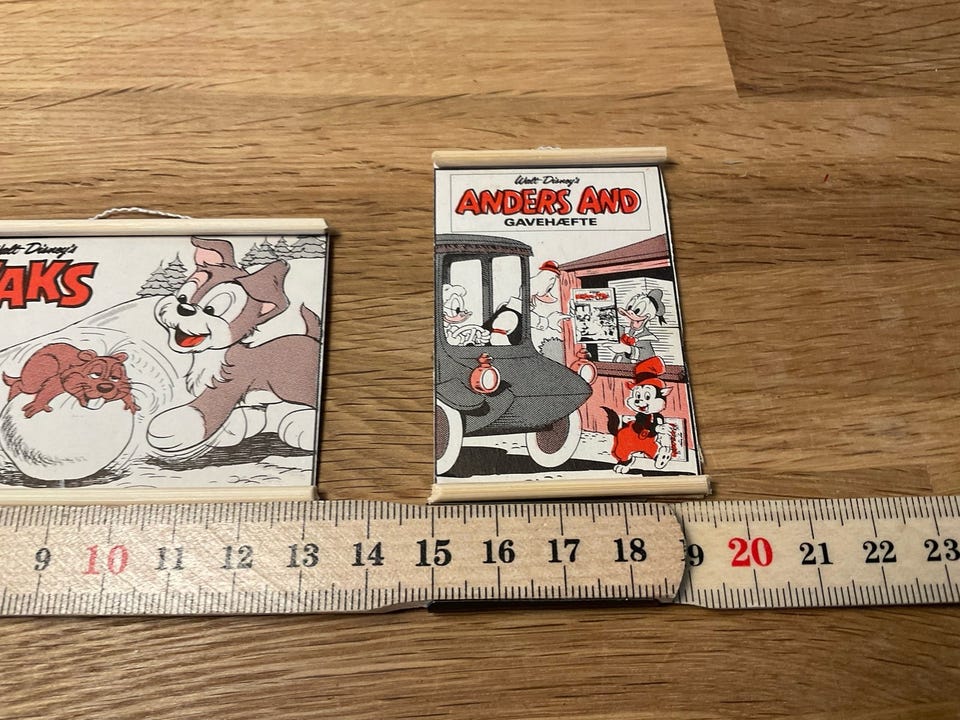 Walt Disney's
AKS
Walt Disney's
ANDERS AND
GAVEHÆFTE
9 10 11 12 13 14 15 16 17 18 9 20 21 22 23